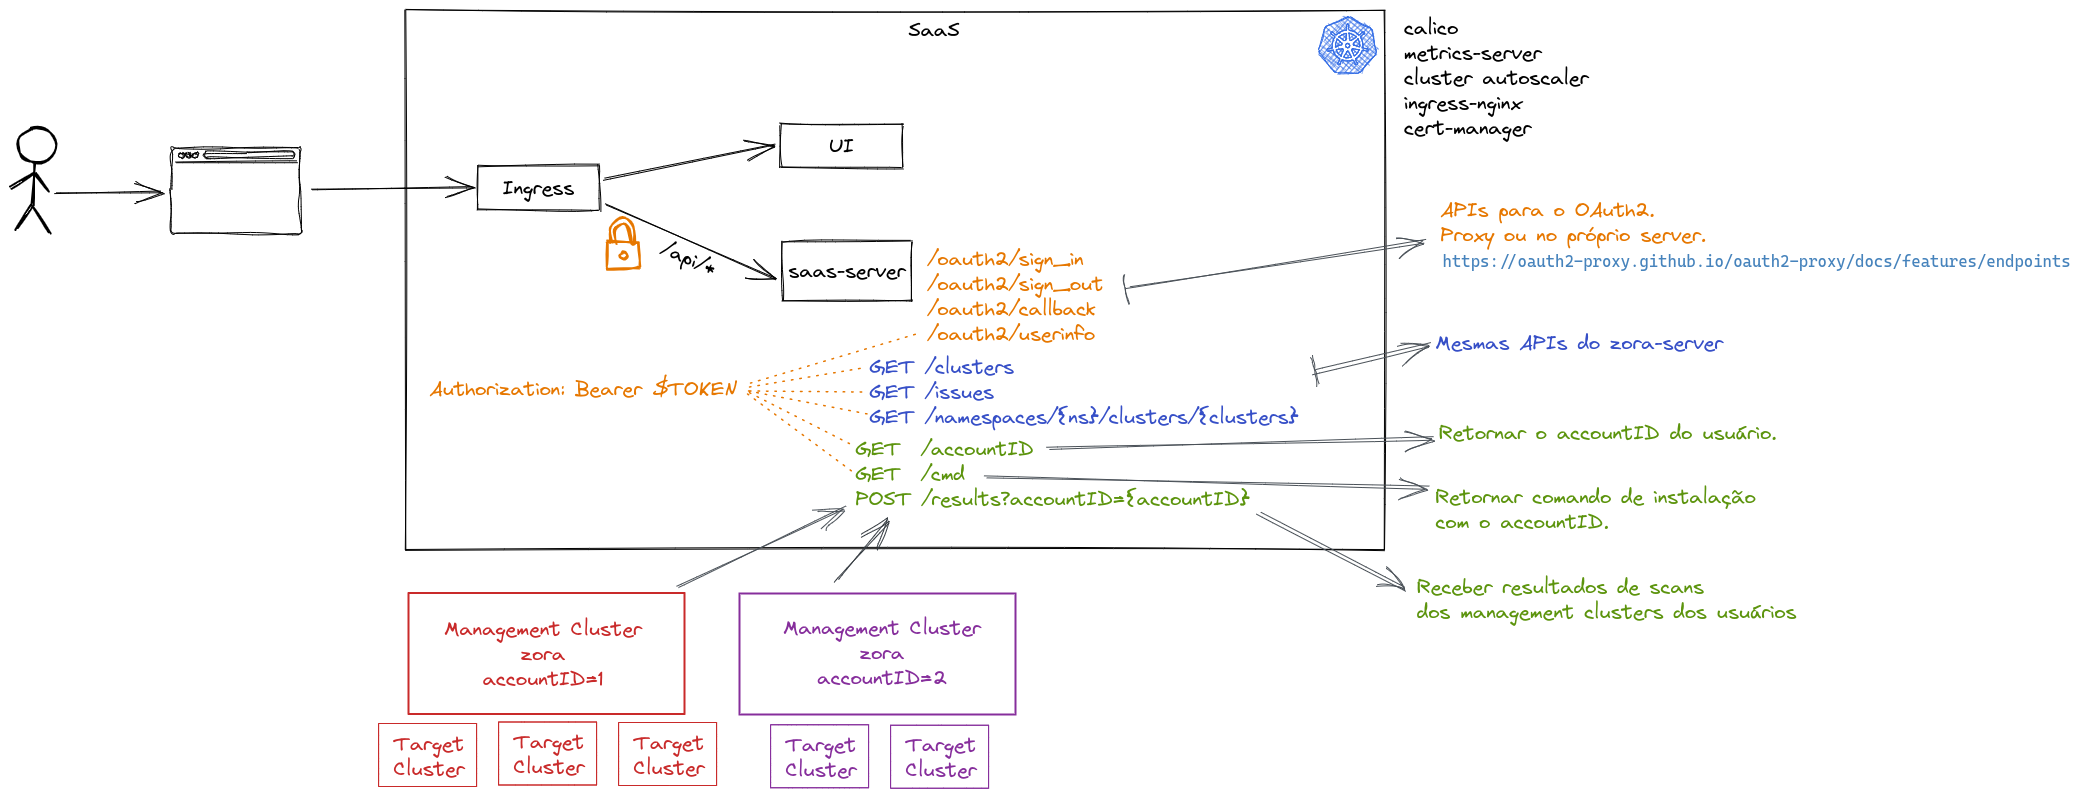 SaaS
calico
metrics-server
cluster autoscaler
ingress-nginx
cert-manager
UI
Ingress
/api/*
saas-server
/oauth2/sign_in
/oauth2/sign_out
/oauth2/callback
/oauth2/userinfo
APIs para o OAuth2.
Proxy ou no próprio server.
https://oauth2-proxy.github.io/oauth2-proxy/docs/features/endpoints
Authorization: Bearer $TOKEN
GET /clusters
GET /issues
GET /namespaces/{ns}/clusters/{clusters}
Mesmas APIs do zora-server
GET /accountID
GET /cmd
POST /results?accountID={accountID}
Retornar o accountID do usuário.
Retornar comando de instalação
com o accountID.
Receber resultados de scans
dos management clusters dos usuários
Management Cluster
zora
accountID=1
Management Cluster
zora
accountID=2
Target
Cluster
Target
Cluster
Target
Cluster
Target
Cluster
Target
Cluster